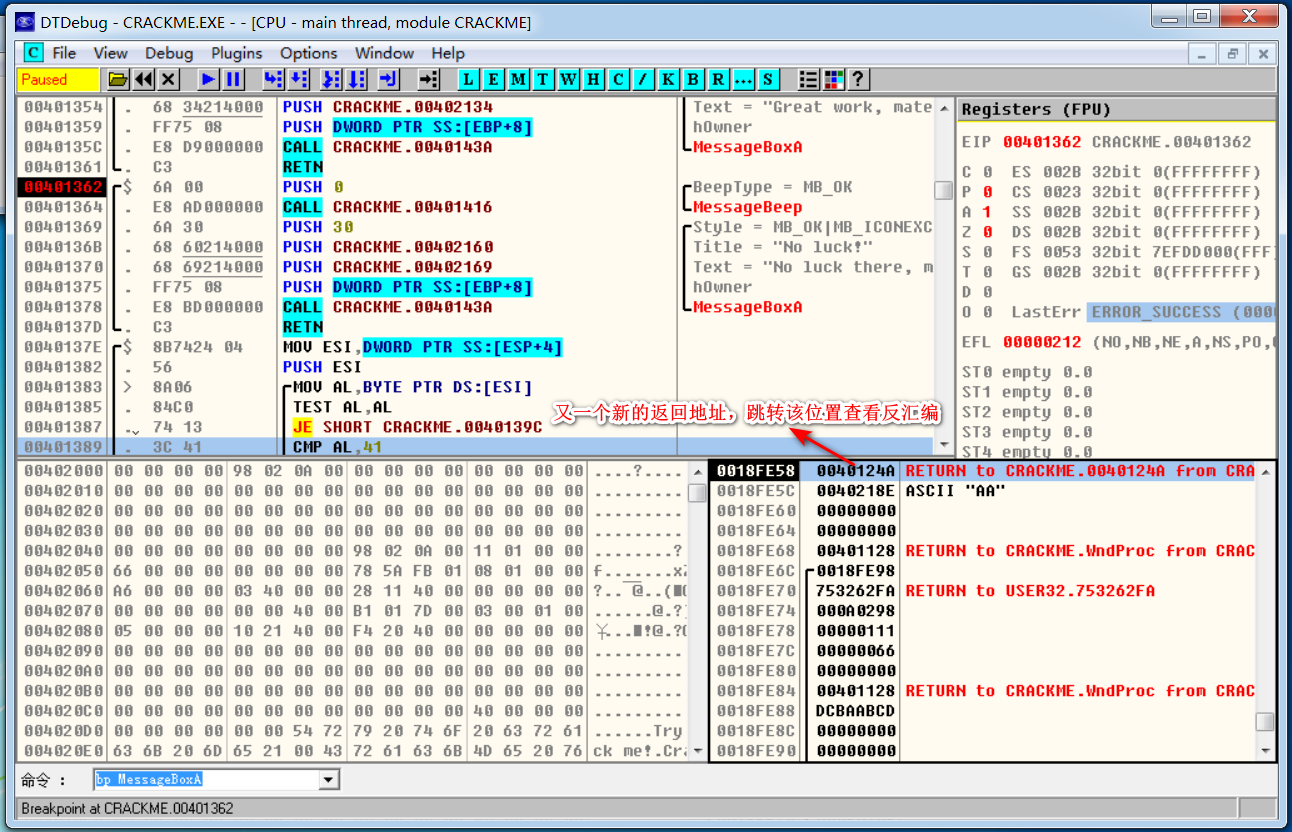 DTDebug - CRACKME.EXE - - [CPU - main thread, module CRACKME]
C File View Debug Plugins Options Window Help
Paused L E M T W H C / K B R ... S ?
00401354 . 68 34214000 PUSH CRACKME.00402134 Text = "Great work, mate
00401359 . FF75 08 PUSH DWORD PTR SS:[EBP+8] hOwner
0040135C . E8 D9000000 CALL CRACKME.0040143A MessageBoxA
00401361 . C3 RETN
00401362 $ 6A 00 PUSH 0 BeepType = MB_OK
00401364 . E8 AD000000 CALL CRACKME.00401416 MessageBeep
00401369 . 6A 30 PUSH 30 Style = MB_OK|MB_ICONEXC
0040136B . 68 60214000 PUSH CRACKME.00402160 Title = "No luck!"
00401370 . 68 69214000 PUSH CRACKME.00402169 Text = "No luck there, m
00401375 . FF75 08 PUSH DWORD PTR SS:[EBP+8] hOwner
00401378 . E8 BD000000 CALL CRACKME.0040143A MessageBoxA
0040137D . C3 RETN
0040137E $ 8B7424 04 MOV ESI,DWORD PTR SS:[ESP+4]
00401382 . 56 PUSH ESI
00401383 > 8A06 MOV AL,BYTE PTR DS:[ESI]
00401385 . 84C0 TEST AL,AL
00401387 . 74 13 JE SHORT CRACKME.0040139C
00401389 . 3C 41 CMP AL,41
又一个新的返回地址，跳转该位置查看反汇编
Registers (FPU)
EIP 00401362 CRACKME.00401362
C 0 ES 002B 32bit 0(FFFFFFFF)
P 0 CS 0023 32bit 0(FFFFFFFF)
A 1 SS 002B 32bit 0(FFFFFFFF)
Z 0 DS 002B 32bit 0(FFFFFFFF)
S 0 FS 0053 32bit 7EFDD000(FFF
T 0 GS 002B 32bit 0(FFFFFFFF)
D 0
O 0 LastErr ERROR_SUCCESS (000
EFL 00000212 (NO,NB,NE,A,NS,PO,
ST0 empty 0.0
ST1 empty 0.0
ST2 empty 0.0
ST3 empty 0.0
ST4 empty 0.0
00402000 00 00 00 00 98 02 0A 00 00 00 00 00 00 00 00 00 ....?....
00402010 00 00 00 00 00 00 00 00 00 00 00 00 00 00 00 00 .........
00402020 00 00 00 00 00 00 00 00 00 00 00 00 00 00 00 00 .........
00402030 00 00 00 00 00 00 00 00 00 00 00 00 00 00 00 00 .........
00402040 00 00 00 00 00 00 00 00 98 02 0A 00 11 01 00 00 ........?
00402050 66 00 00 00 00 00 00 00 78 5A FB 01 08 01 00 00 f.......xZ
00402060 A6 00 00 00 03 40 00 00 28 11 40 00 00 00 00 00 ?..@..(
00402070 00 00 00 00 00 00 40 00 B1 01 7D 00 03 00 01 00 ......@.?
00402080 05 00 00 00 10 21 40 00 F4 20 40 00 00 00 00 00 ...!@.?
00402090 00 00 00 00 00 00 00 00 00 00 00 00 00 00 00 00 .........
004020A0 00 00 00 00 00 00 00 00 00 00 00 00 00 00 00 00 .........
004020B0 00 00 00 00 00 00 00 00 00 00 00 00 00 00 00 00 .........
004020C0 00 00 00 00 00 00 00 00 00 00 00 00 40 00 00 00 .........
004020D0 00 00 00 00 00 54 72 79 20 74 6F 20 63 72 61 .....Try
004020E0 63 6B 20 6D 65 21 00 43 72 61 63 6B 4D 65 20 76 ck me!.Cra
0018FE58 0040124A RETURN to CRACKME.0040124A from CRA
0018FE5C 0040218E ASCII "AA"
0018FE60 00000000
0018FE64 00000000
0018FE68 00401128 RETURN to CRACKME.WndProc from CRAC
0018FE6C 0018FE98
0018FE70 753262FA RETURN to USER32.753262FA
0018FE74 000A0298
0018FE78 00000111
0018FE7C 00000066
0018FE80 00000000
0018FE84 00401128 RETURN to CRACKME.WndProc from CRAC
0018FE88 DCBAABCD
0018FE8C 00000000
0018FE90 00000000
命令 : bp MessageBoxA
Breakpoint at CRACKME.00401362